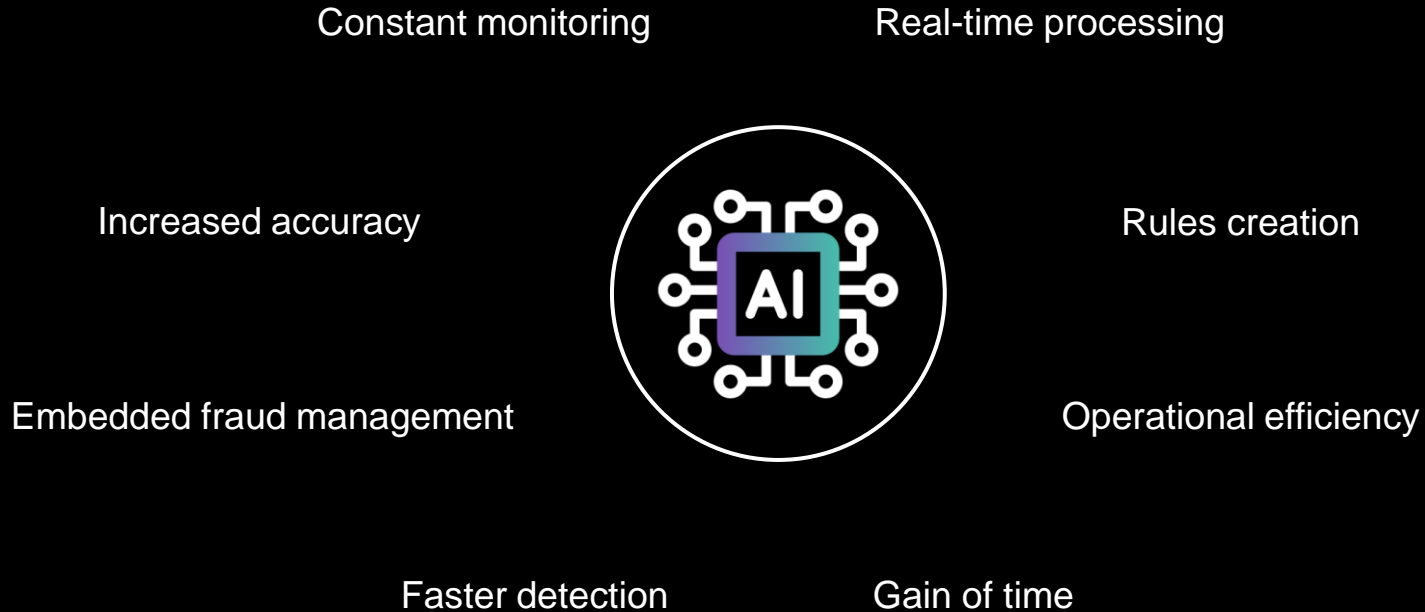 Constant monitoring
Real-time processing
Increased accuracy
Rules creation
AI
Embedded fraud management
Operational efficiency
Faster detection
Gain of time